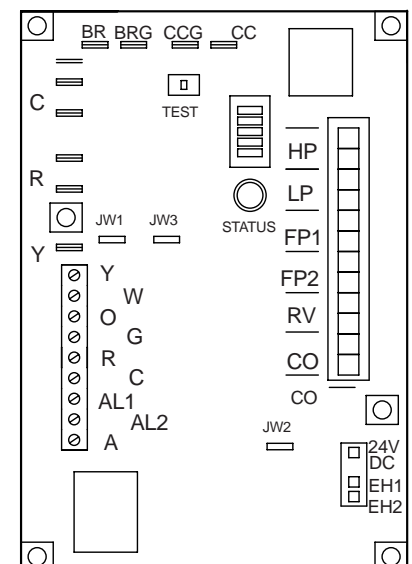 BR BRG CCG CC
TEST
C
HP
R
LP
STATUS
JW1 JW3
FP1
Y
Y
FP2
W
O
RV
G
R
CO
C
CO
AL1
AL2
JW2
A
24V
DC
EH1
EH2